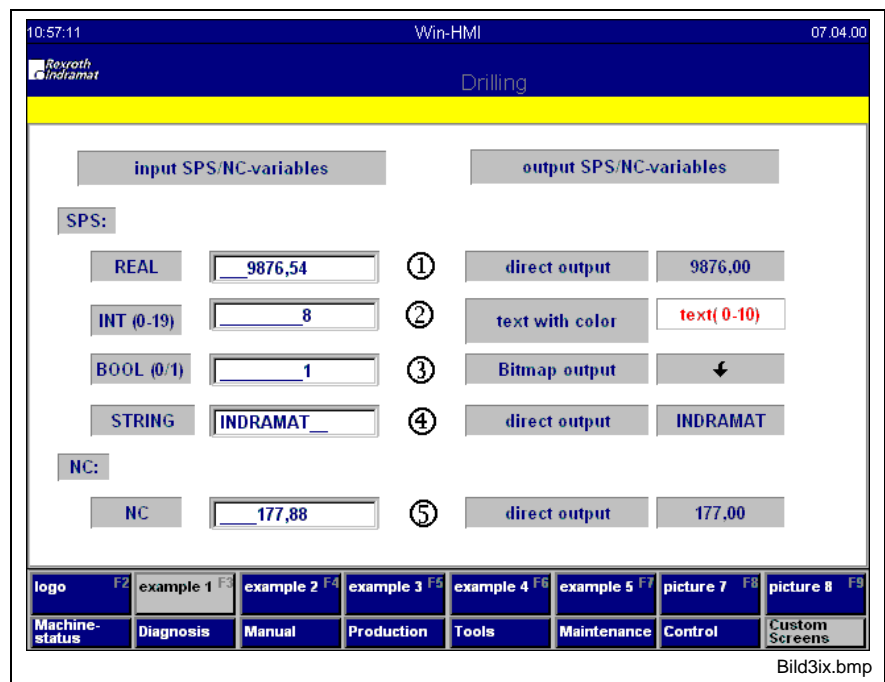 10:57:11 Win-HMI 07.04.00
Rexroth
Indramat
Drilling
input SPS/NC-variables output SPS/NC-variables
SPS:
REAL ___9876,54 ① direct output 9876,00
INT (0-19) _________8 ② text with color text( 0-10)
BOOL (0/1) _________1 ③ Bitmap output
STRING INDRAMAT__ ④ direct output INDRAMAT
NC:
NC ____177,88 ⑤ direct output 177,00
logo F2 example 1 F3 example 2 F4 example 3 F5 example 4 F6 example 5 F7 picture 7 F8 picture 8 F9
Machine-status Diagnosis Manual Production Tools Maintenance Control Custom Screens
Bild3ix.bmp